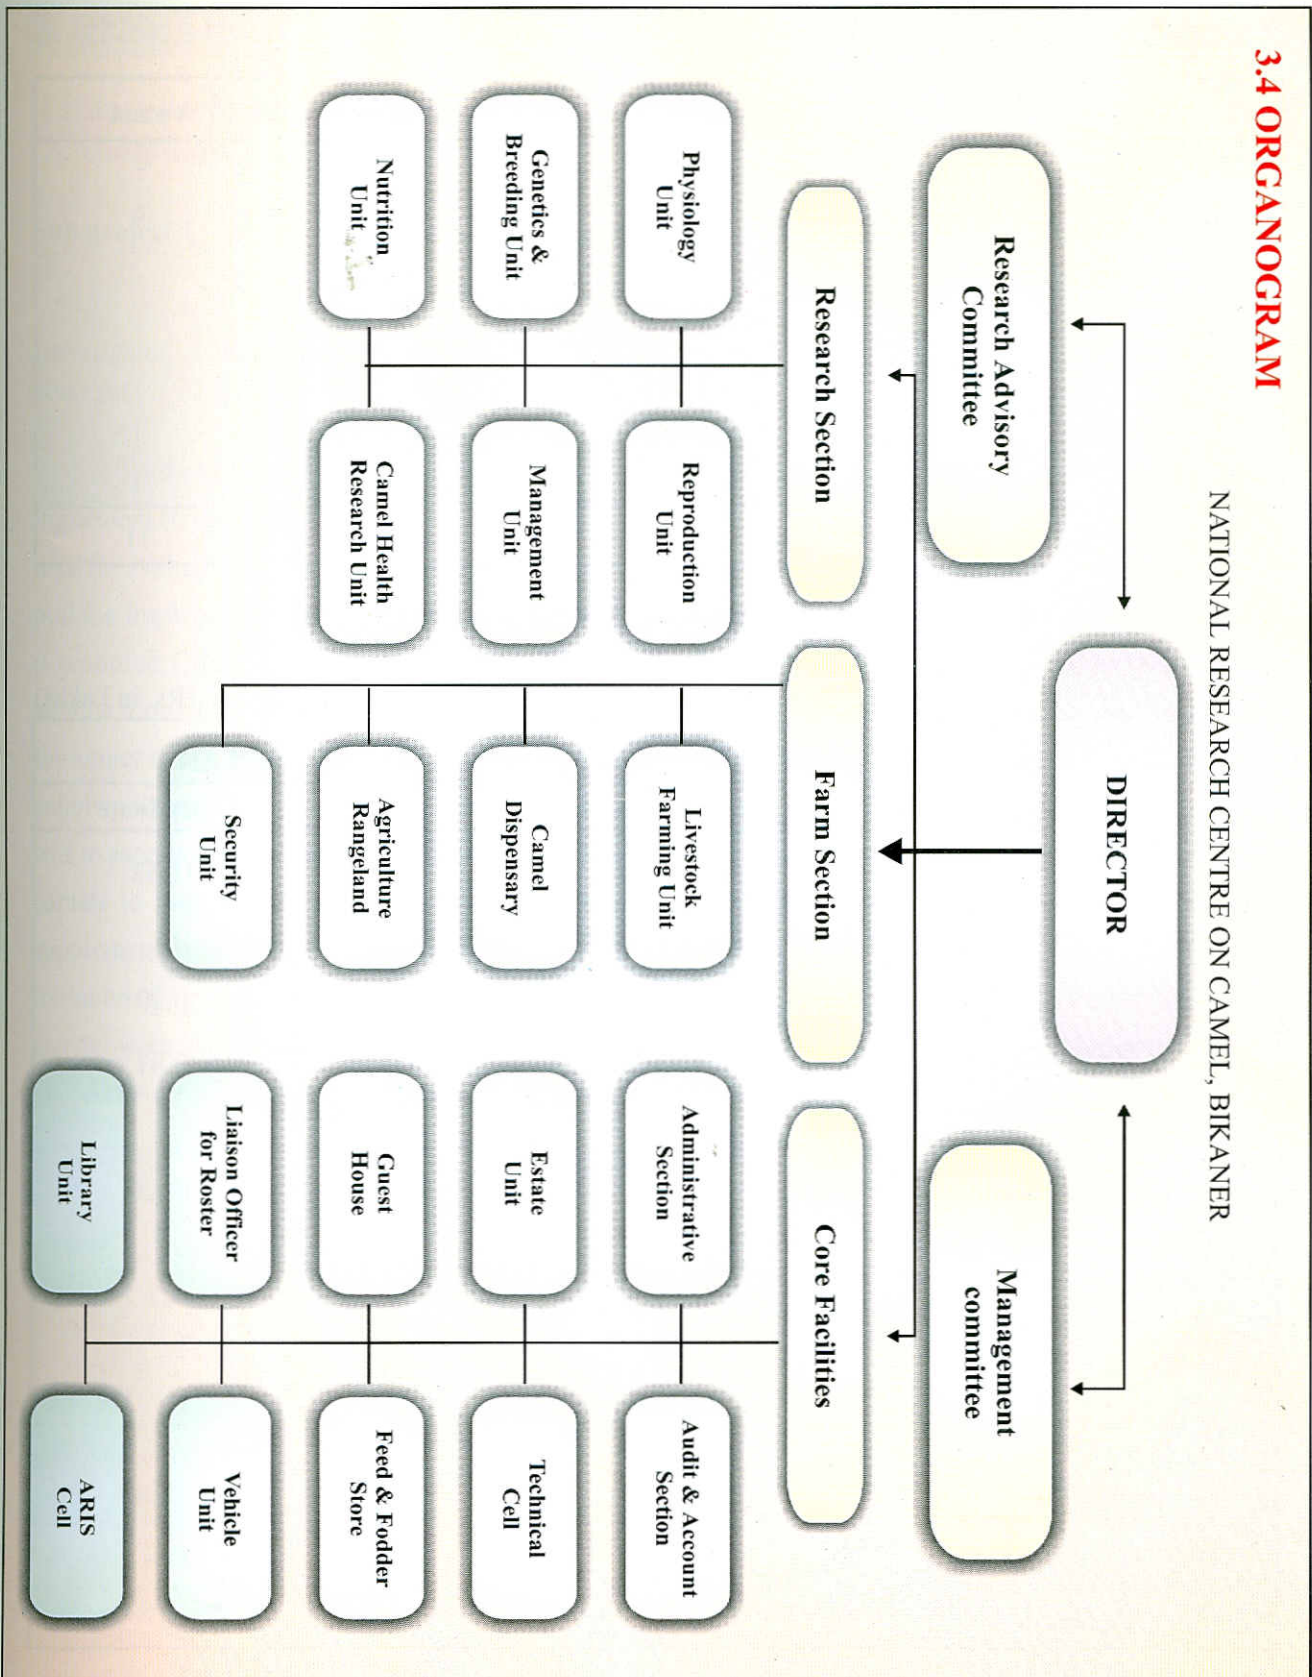 3.4 ORGANOGRAM
NATIONAL RESEARCH CENTRE ON CAMEL, BIKANER
DIRECTOR
Research Advisory
Committee
Management
committee
Research Section
Farm Section
Core Facilities
Physiology
Unit
Reproduction
Unit
Livestock
Farming Unit
Administrative
Section
Audit & Account
Section
Genetics &
Breeding Unit
Management
Unit
Camel
Dispensary
Estate
Unit
Technical
Cell
Nutrition
Unit
Camel Health
Research Unit
Agriculture
Rangeland
Guest
House
Feed & Fodder
Store
Security
Unit
Liaison Officer
for Roster
Vehicle
Unit
Library
Unit
ARIS
Cell